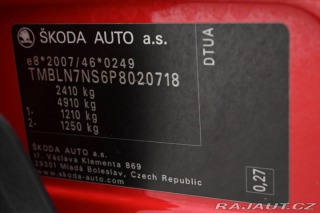 ŠKODA AUTO a.s.
DTUA
e8*2007/46*0249
TMBLN7NS6P8020718
2410 kg
4910 kg
1- 1210 kg
2- 1250 kg
ŠKODA AUTO a.s.
tř. Václava Klementa 869
29301 Mladá Boleslav, Czech Republic
www.skoda-auto.com
0,27
RAJAUT.CZ